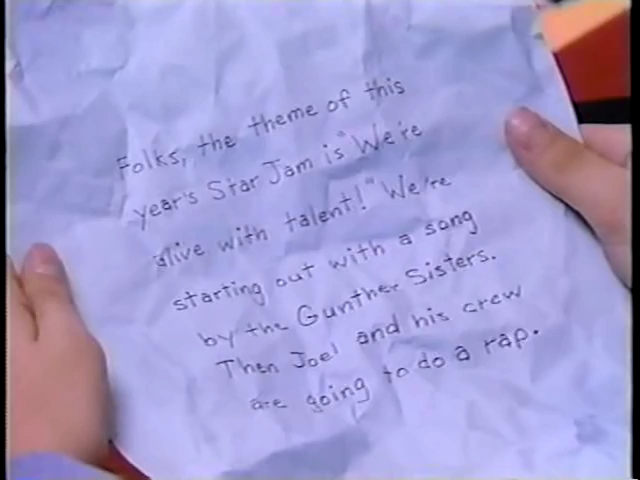 Folks, the theme of this
year's Star Jam is "We're
alive with talent!" We're
starting out with a song
by the Gunther Sisters.
Then Joel and his crew
are going to do a rap.